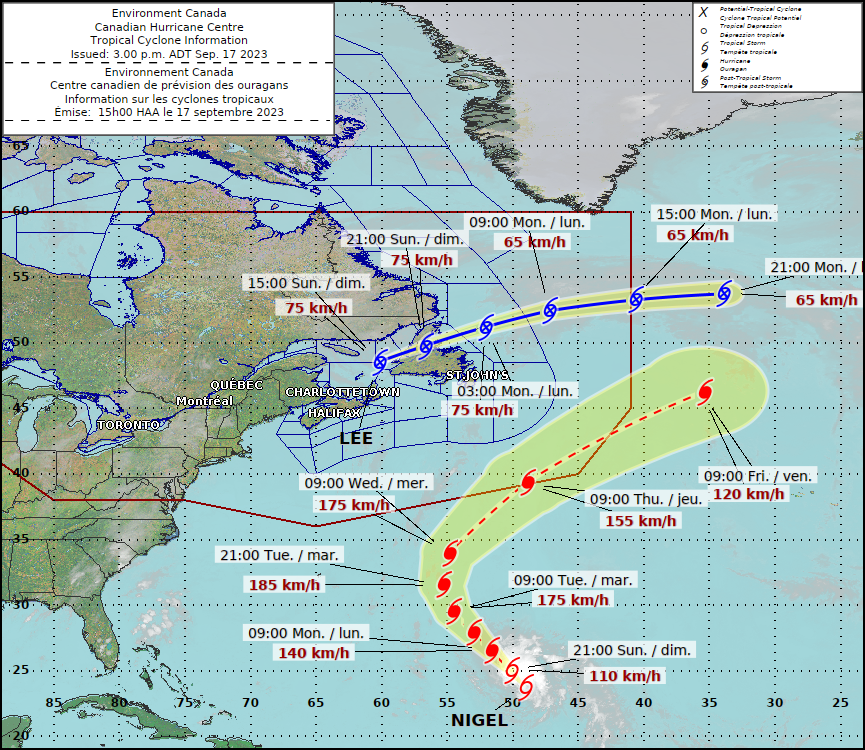 Environment Canada
Canadian Hurricane Centre
Tropical Cyclone Information
Issued: 3.00 p.m. ADT Sep. 17 2023
Environnement Canada
Centre canadien de prévision des ouragans
Information sur les cyclones tropicaux
Émise:  15h00 HAA le 17 septembre 2023
X
Potential-Tropical Cyclone
Cyclone Tropical Potentiel
Tropical Depression
Dépression tropicale
Tropical Storm
Tempête tropicale
Hurricane
Ouragan
Post-Tropical Storm
Tempête post-tropicale
65
60
09:00 Mon. / lun.
65 km/h
15:00 Mon. / lun.
65 km/h
21:00 Sun. / dim.
75 km/h
55
15:00 Sun. / dim.
75 km/h
21:00 Mon. / l
65 km/h
50
ST.JOHN'S
QUÉBEC
Montréal
CHARLOTTETOWN
03:00 Mon. / lun.
75 km/h
45
TORONTO
HALIFAX
LEE
40
09:00 Wed. / mer.
175 km/h
09:00 Fri. / ven.
120 km/h
09:00 Thu. / jeu.
155 km/h
35
21:00 Tue. / mar.
185 km/h
09:00 Tue. / mar.
175 km/h
30
09:00 Mon. / lun.
140 km/h
21:00 Sun. / dim.
110 km/h
25
85 80 75 70 65 60 55 50 45 40 35 30 25
NIGEL
20